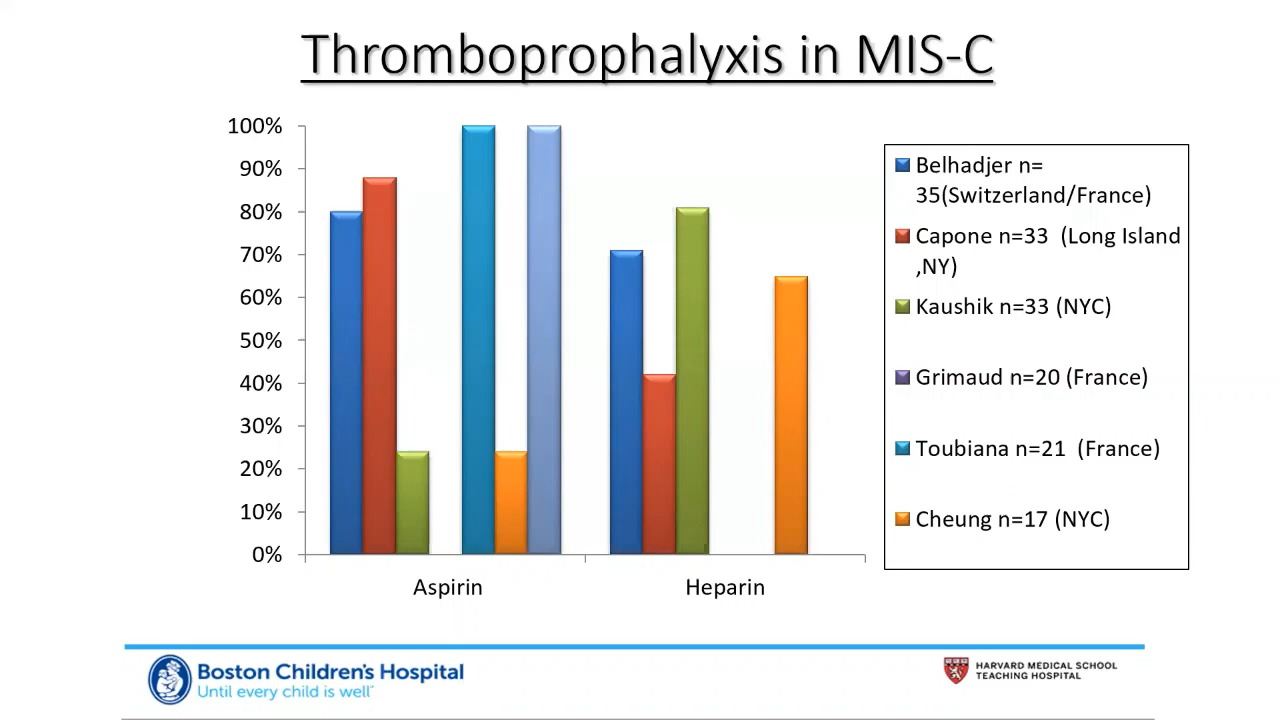 Thromboprophalyxis in MIS-C
100%
90%
80%
70%
60%
50%
40%
30%
20%
10%
0%
Aspirin
Heparin
Belhadjer n=
35(Switzerland/France)
Capone n=33 (Long Island
,NY)
Kaushik n=33 (NYC)
Grimaud n=20 (France)
Toubiana n=21 (France)
Cheung n=17 (NYC)
Boston Children's Hospital
Until every child is well™
HARVARD MEDICAL SCHOOL
TEACHING HOSPITAL